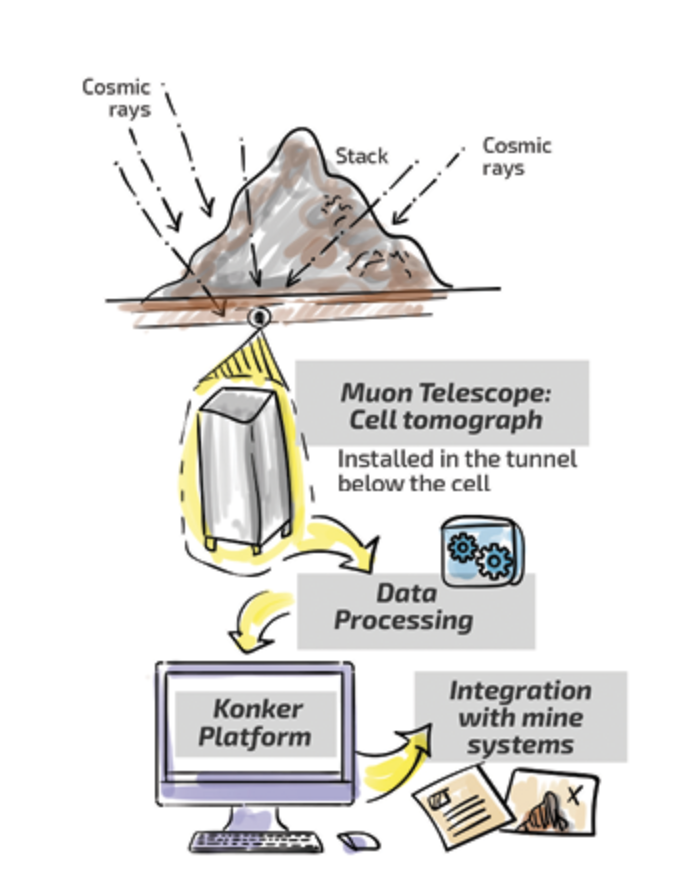 Cosmic
rays
Stack
Cosmic
rays
Muon Telescope:
Cell tomograph
Installed in the tunnel
below the cell
Data
Processing
Konker
Platform
Integration
with mine
systems